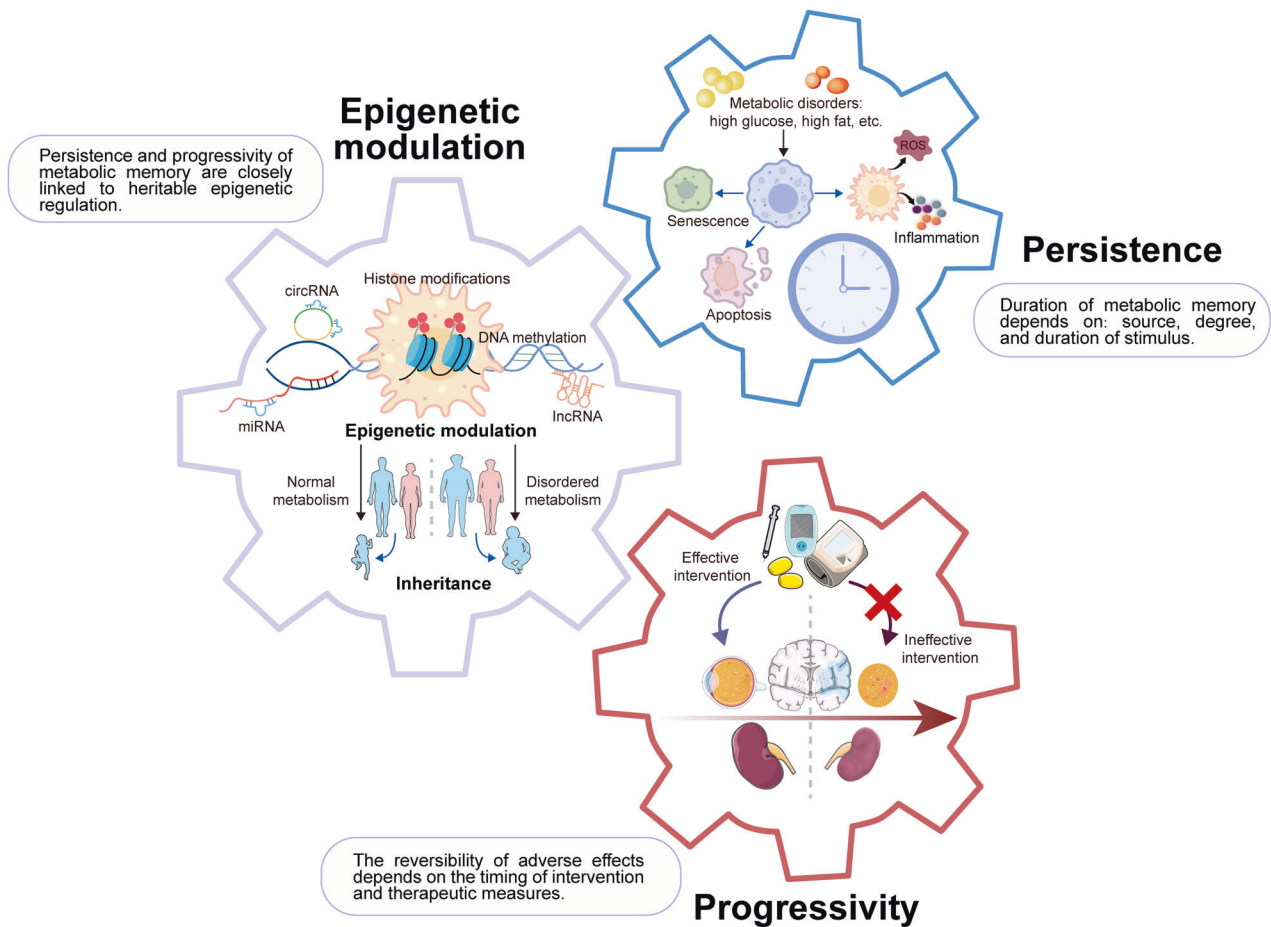 Epigenetic
modulation
Persistence and progressivity of
metabolic memory are closely
linked to heritable epigenetic
regulation.
Histone modifications
circRNA
DNA methylation
miRNA
lncRNA
Epigenetic modulation
Normal
metabolism
Disordered
metabolism
Inheritance
Metabolic disorders:
high glucose, high fat, etc.
ROS
Senescence
Inflammation
Apoptosis
Persistence
Duration of metabolic memory
depends on: source, degree,
and duration of stimulus.
Effective
intervention
Ineffective
intervention
The reversibility of adverse effects
depends on the timing of intervention
and therapeutic measures.
Progressivity